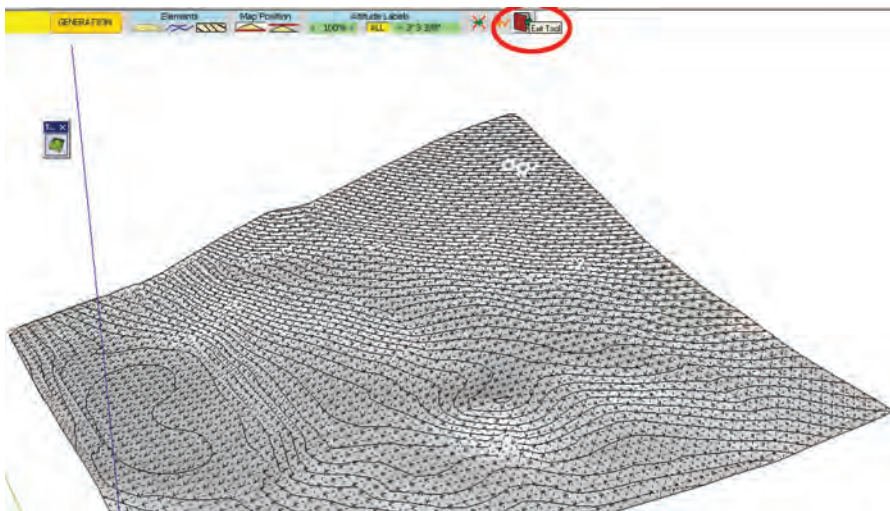 Elements Map Position Altitude Labels
GENERATION 100% ALL
Exit Tool
T... X